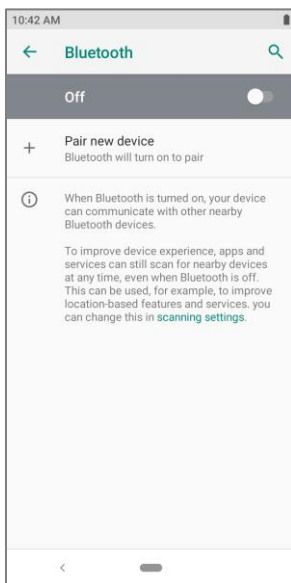 10:42 AM
Bluetooth
Off
Pair new device
Bluetooth will turn on to pair
When Bluetooth is turned on, your device
can communicate with other nearby
Bluetooth devices.
To improve device experience, apps and
services can still scan for nearby devices
at any time, even when Bluetooth is off.
This can be used, for example, to improve
location-based features and services. you
can change this in scanning settings.